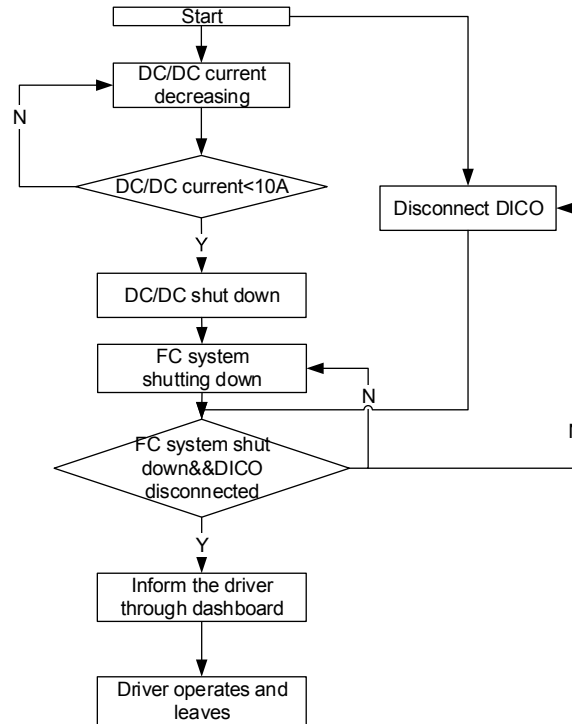 Start
DC/DC current
decreasing
N
DC/DC current<10A
Disconnect DICO
Y
DC/DC shut down
FC system
shutting down
N
FC system shut
down&&DICO
disconnected
N
Y
Inform the driver
through dashboard
Driver operates and
leaves